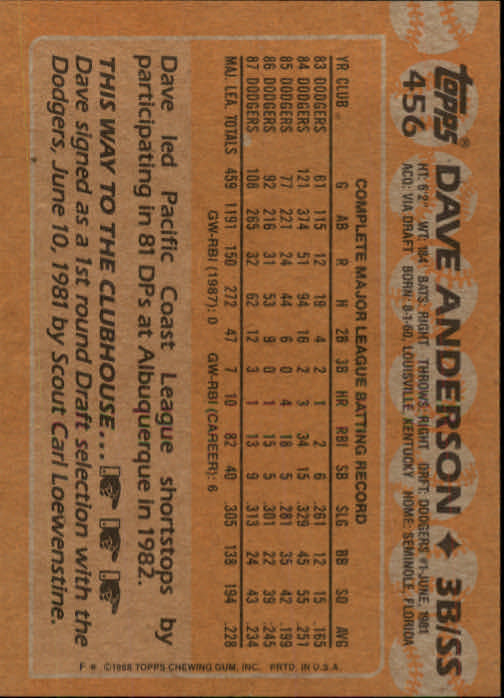 TOPPS®
456
DAVE ANDERSON ♦ 3B/SS
HT: 6'2" WT: 184 BATS: RIGHT THROWS: RIGHT DRFT: DODGERS #1-JUNE, 1981
ACQ: VIA DRAFT BORN: 8-1-60, LOUISVILLE, KENTUCKY HOME: SEMINOLE, FLORIDA
COMPLETE MAJOR LEAGUE BATTING RECORD
YR CLUB G AB R H 2B 3B HR RBI SB SLG BB SO AVG
83 DODGERS 61 115 12 19 4 2 1 2 6 .261 12 15 .165
84 DODGERS 121 374 51 94 16 2 3 34 15 .329 45 55 .251
85 DODGERS 77 221 24 44 6 0 4 18 5 .281 35 42 .199
86 DODGERS 92 216 31 53 9 0 1 15 5 .301 22 39 .245
87 DODGERS 108 265 32 62 12 3 1 13 9 .313 24 43 .234
MAJ. LEA. TOTALS 459 1191 150 272 47 7 10 82 40 .305 138 194 .228
GW-RBI (1987): 0 GW-RBI (CAREER): 6
Dave led Pacific Coast League shortstops by
participating in 81 DPs at Albuquerque in 1982.
THIS WAY TO THE CLUBHOUSE...
Dave signed as a 1st round Draft selection with the
Dodgers, June 10, 1981 by Scout Carl Loewenstine.
F * ©1988 TOPPS CHEWING GUM, INC. PRTD. IN U.S.A.